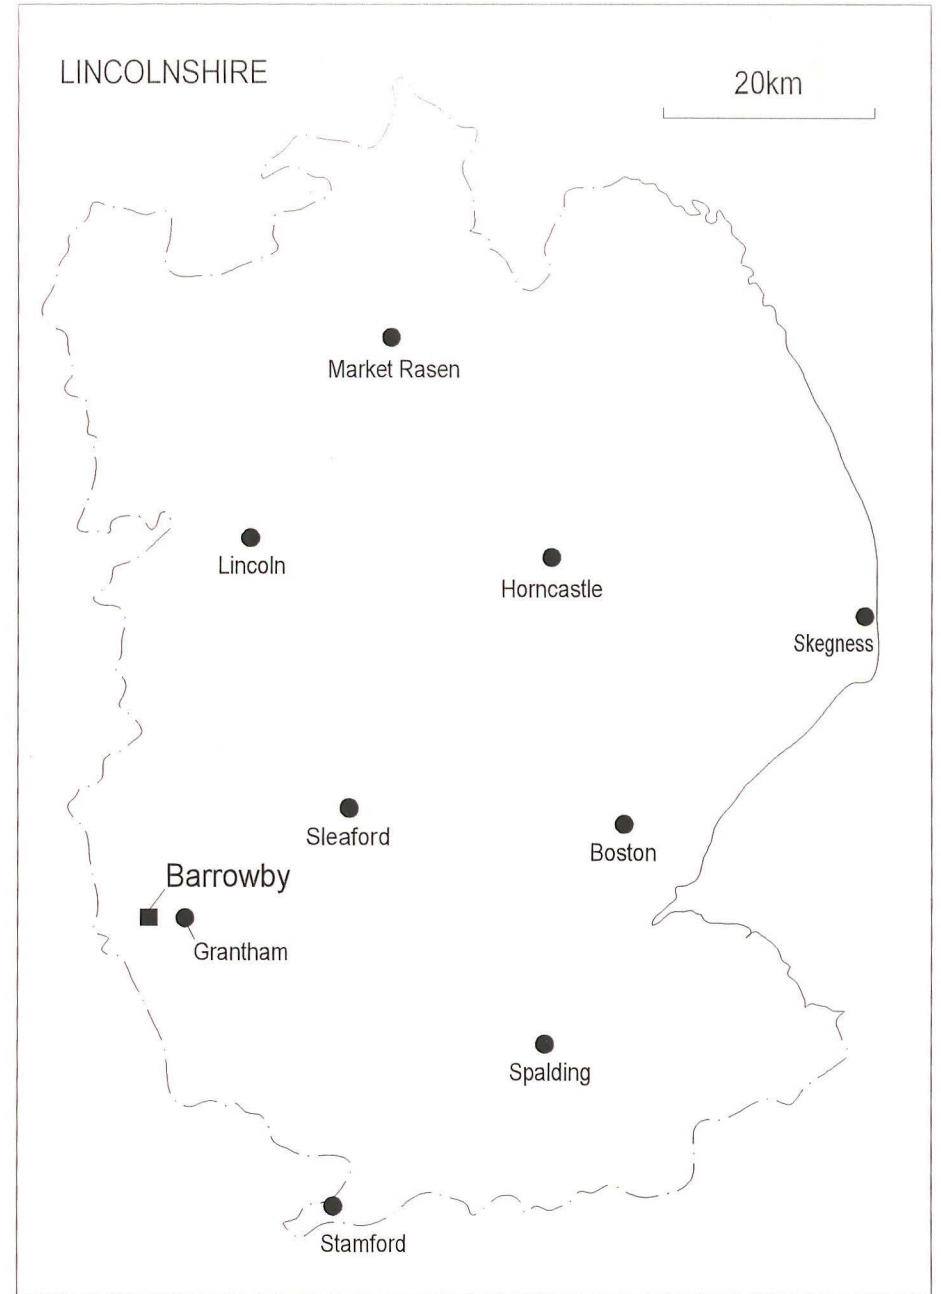 LINCOLNSHIRE
20km
Market Rasen
Lincoln
Horncastle
Skegness
Sleaford
Boston
Barrowby
Grantham
Spalding
Stamford